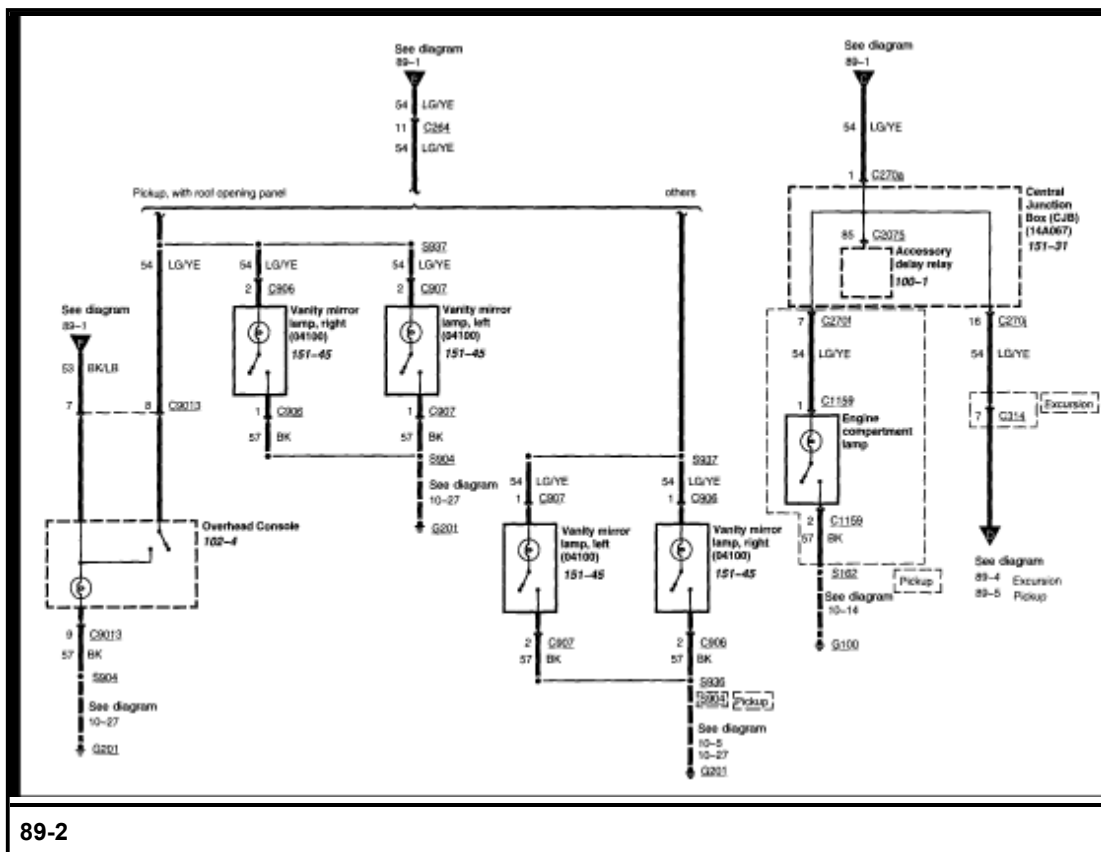 See diagram
89-1
54 LG/YE
11 C264
54 LG/YE
Pickup, with roof opening panel
others
S937
54 LG/YE
54 LG/YE
54 LG/YE
2 C906
2 C907
Vanity mirror
lamp, right
(04100)
151-45
Vanity mirror
lamp, left
(04100)
151-45
1 C906
1 C907
57 BK
57 BK
S904
See diagram
10-27
G201
See diagram
89-1
53 BK/LB
7
8 C9013
Overhead Console
102-4
9 C9013
57 BK
S904
See diagram
10-27
G201
S937
54 LG/YE
54 LG/YE
1 C907
1 C906
Vanity mirror
lamp, left
(04100)
151-45
Vanity mirror
lamp, right
(04100)
151-45
2 C907
2 C906
57 BK
57 BK
S936
S904 Pickup
See diagram
10-5
10-27
G201
See diagram
89-1
54 LG/YE
1 C270a
Central
Junction
Box (CJB)
(14A067)
151-31
85 C2075
Accessory
delay relay
100-1
7 C270f
16 C270j
54 LG/YE
54 LG/YE
1 C1159
7 C314
Excursion
Engine
compartment
lamp
2 C1159
57 BK
S162
Pickup
See diagram
10-14
G100
See diagram
89-4 Excursion
89-5 Pickup
89-2